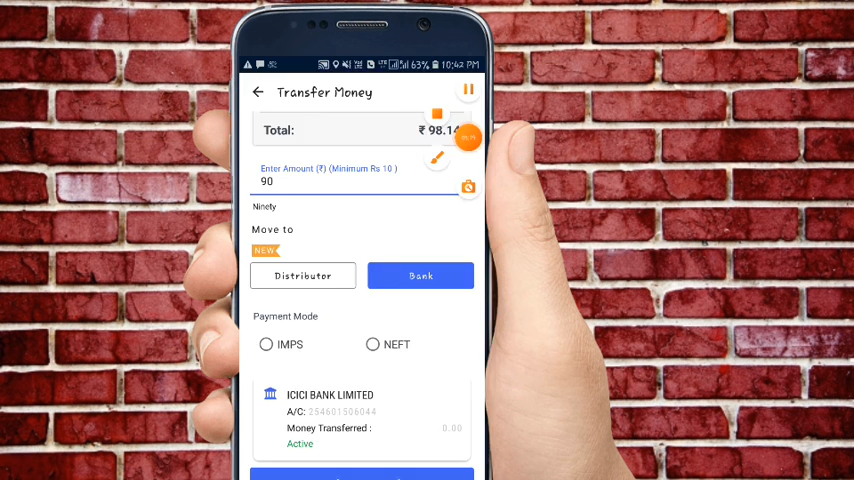 63% 10:42 PM
Transfer Money
Total: ₹ 98.14
Enter Amount (₹) (Minimum Rs 10 )
90
Ninety
Move to
NEW
Distributor Bank
Payment Mode
IMPS NEFT
ICICI BANK LIMITED
A/C: 254601506044
Money Transferred : 0.00
Active